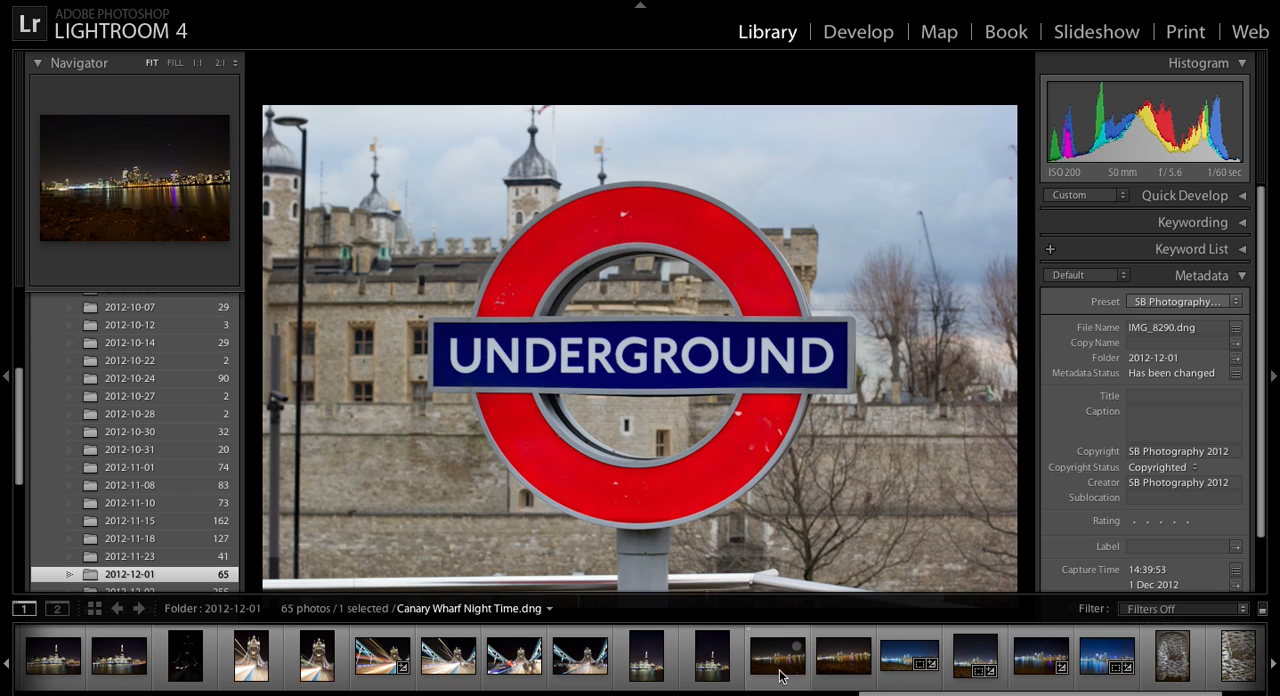 Lr ADOBE PHOTOSHOP
LIGHTROOM 4
Library Develop Map Book Slideshow Print Web
Navigator FIT FILL 1:1 2:1
2012-10-07 29
2012-10-12 3
2012-10-14 29
2012-10-22 2
2012-10-24 90
2012-10-27 2
2012-10-28 2
2012-10-30 32
2012-10-31 20
2012-11-01 74
2012-11-08 83
2012-11-10 73
2012-11-15 162
2012-11-18 127
2012-11-23 41
2012-12-01 65
UNDERGROUND
Histogram
ISO 200 50 mm f / 5.6 1/60 sec
Custom Quick Develop
Keywording
Keyword List
Default Metadata
Preset SB Photography...
File Name IMG_8290.dng
Copy Name
Folder 2012-12-01
Metadata Status Has been changed
Title
Caption
Copyright SB Photography 2012
Copyright Status Copyrighted
Creator SB Photography 2012
Sublocation
Rating
Label
Capture Time 14:39:53
1 Dec 2012
1 2 Folder : 2012-12-01 65 photos / 1 selected / Canary Wharf Night Time.dng Filter : Filters Off